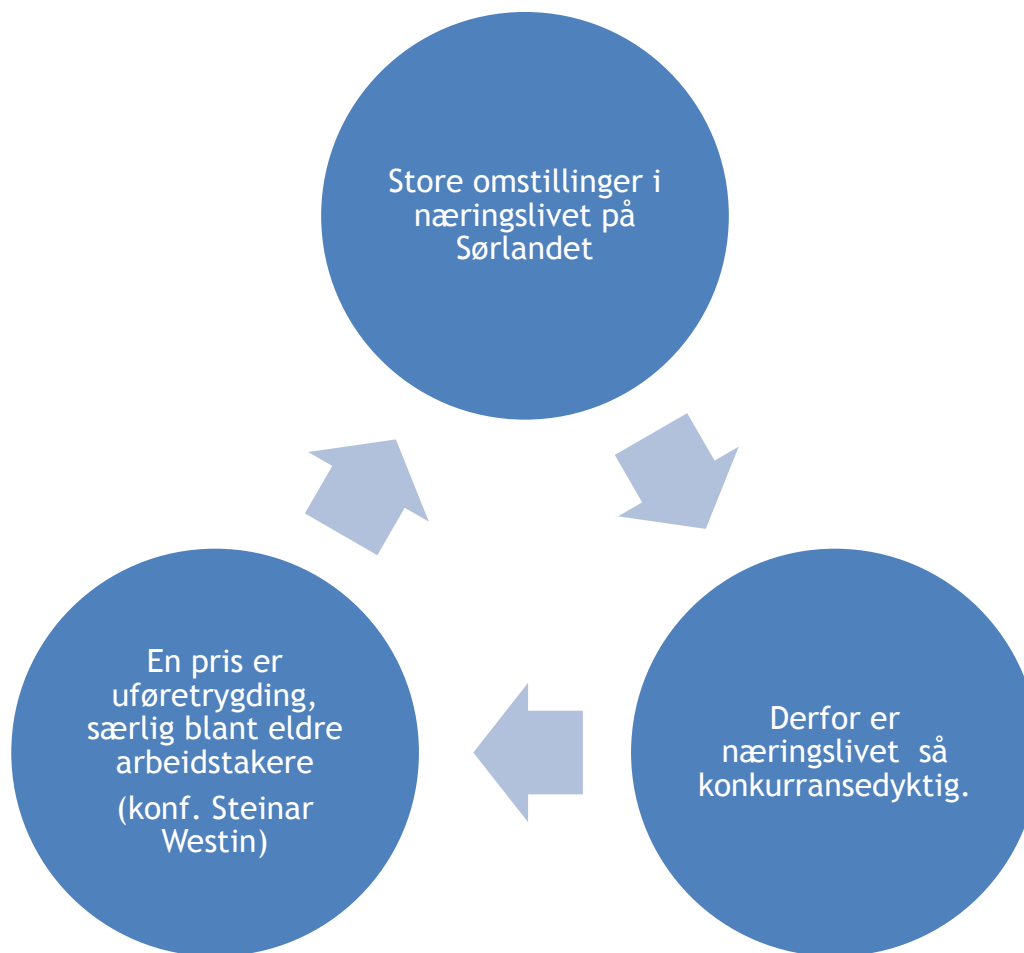 Store omstillinger i
næringslivet på
Sørlandet
Derfor er
næringslivet  så
konkurransedyktig.
En pris er
uføretrygding,
særlig blant eldre
arbeidstakere
(konf. Steinar
Westin)